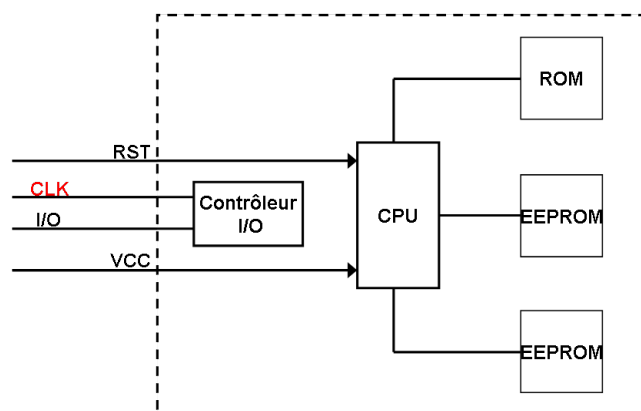 ROM
RST
CLK
I/O
Contrôleur
I/O
CPU
EEPROM
VCC
EEPROM